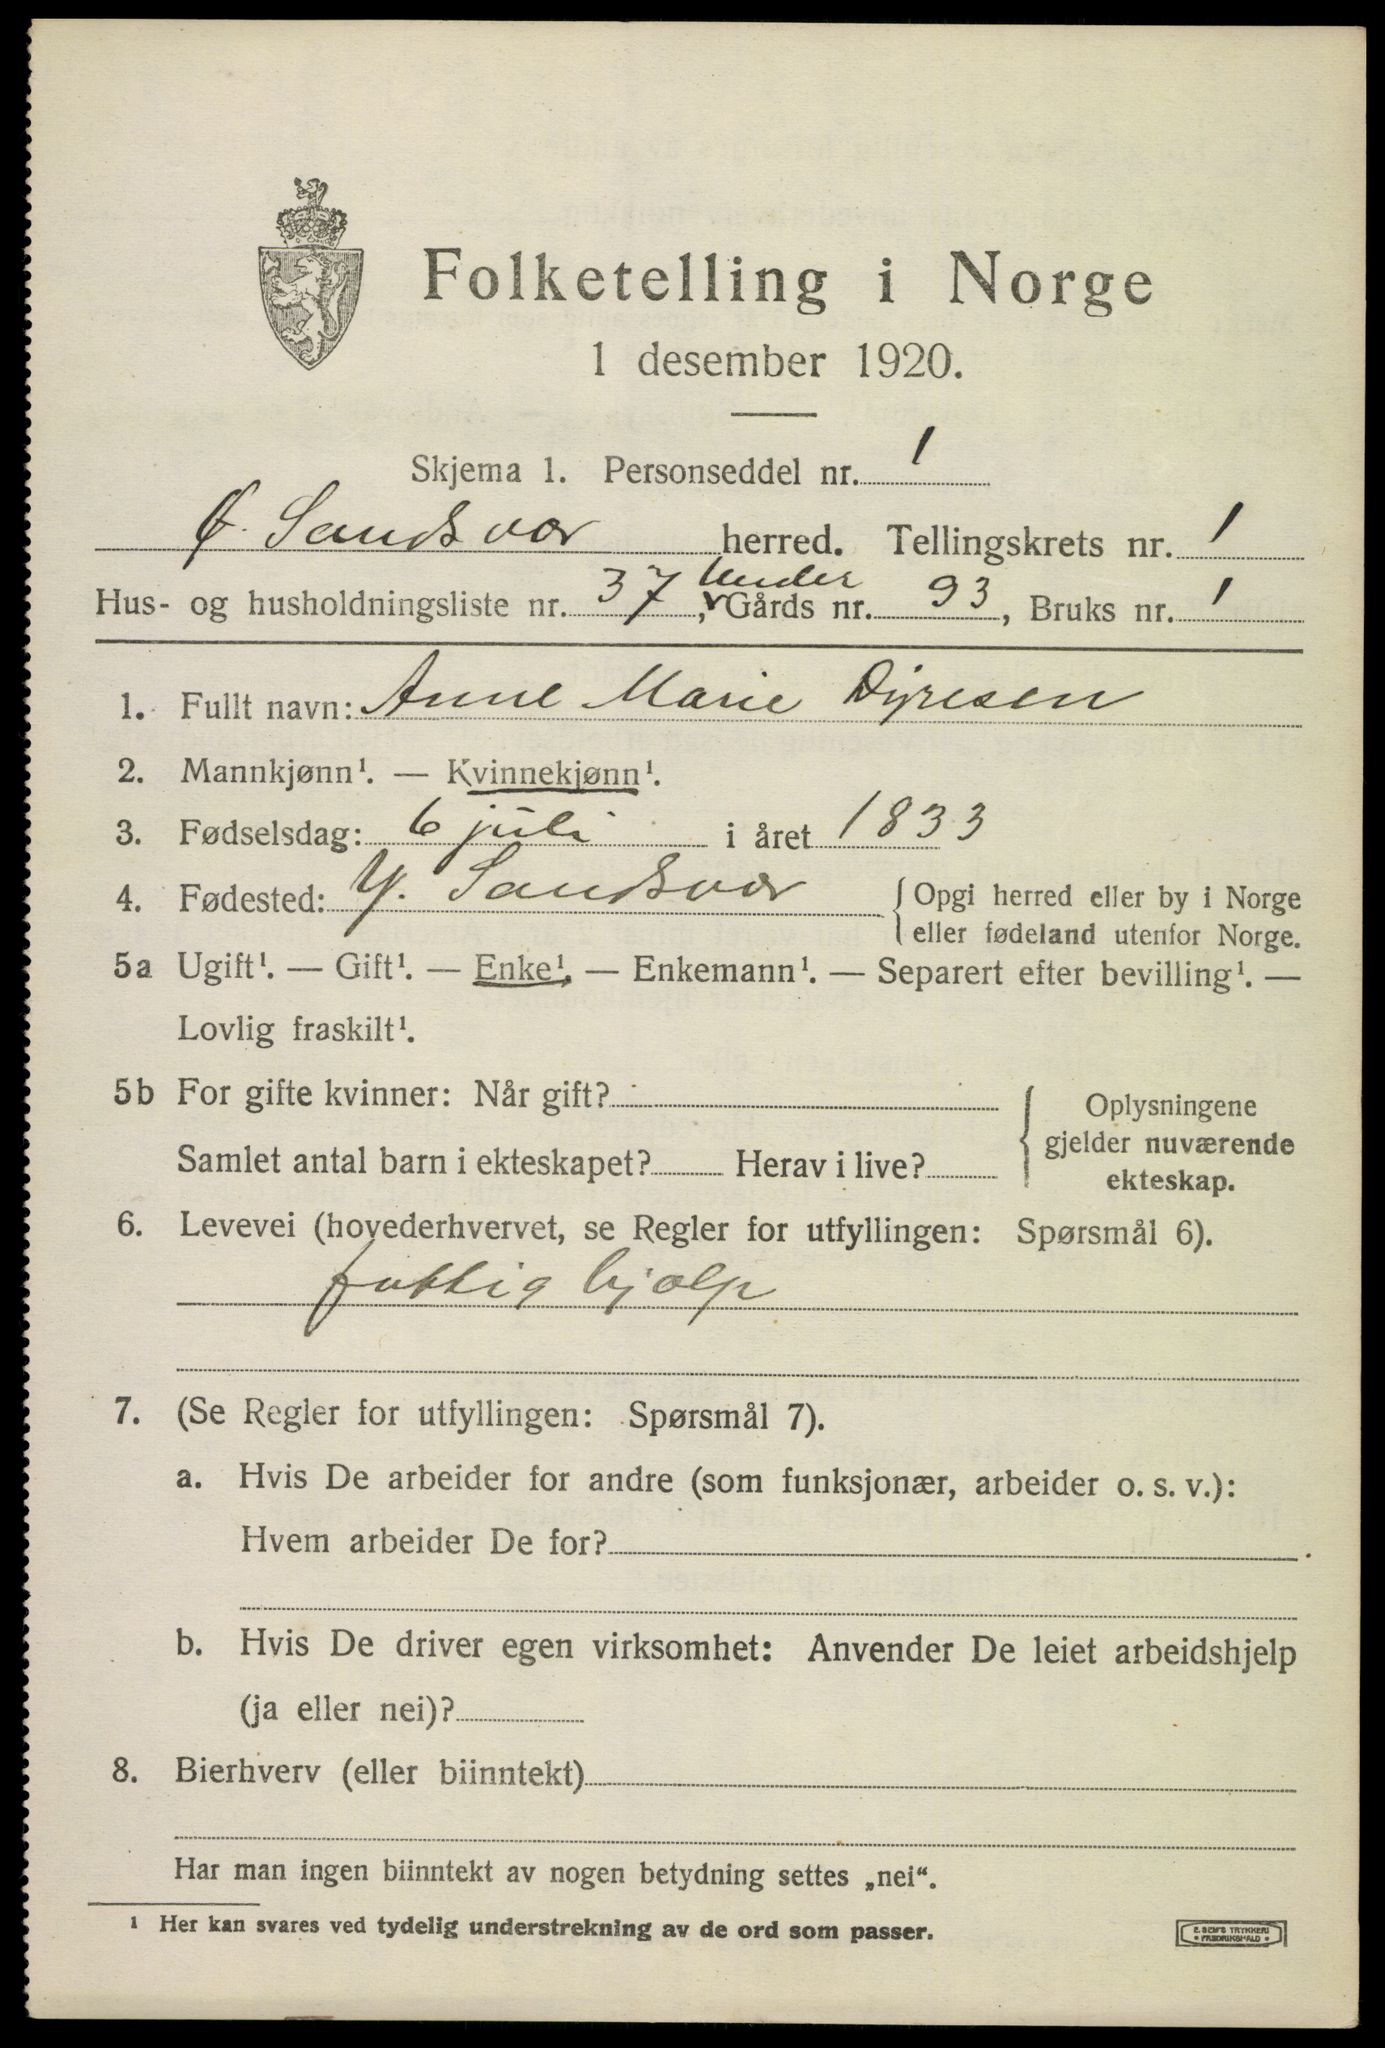 Folketelling i Norge
1 desember 1920.
Skjema 1. Personseddel nr. 1
Ø. Sandsvær herred. Tellingskrets nr. 1
Hus- og husholdningsliste nr. 37, Under Gårds nr. 93, Bruks nr. 1
1. Fullt navn: Anne Marie Dyresen
2. Mannkjønn¹. — Kvinnekjønn¹.
3. Fødselsdag: 6 juli i året 1833
4. Fødested: Y. Sandsvær { Opgi herred eller by i Norge
eller fødeland utenfor Norge.
5a Ugift¹. — Gift¹. — Enke¹. — Enkemann¹. — Separert efter bevilling¹. —
Lovlig fraskilt¹.
5b For gifte kvinner: Når gift? { Oplysningene
gjelder nuværende
Samlet antal barn i ekteskapet? Herav i live?
ekteskap.
6. Levevei (hovederhvervet, se Regler for utfyllingen: Spørsmål 6).
fattig hjælp
7. (Se Regler for utfyllingen: Spørsmål 7).
a. Hvis De arbeider for andre (som funksjonær, arbeider o. s. v.):
Hvem arbeider De for?
b. Hvis De driver egen virksomhet: Anvender De leiet arbeidshjelp
(ja eller nei)?
8. Bierhverv (eller biinntekt)
Har man ingen biinntekt av nogen betydning settes „nei“.
¹ Her kan svares ved tydelig understrekning av de ord som passer.
E. SEM'S TRYKKERI
• FREDRIKSHALD •